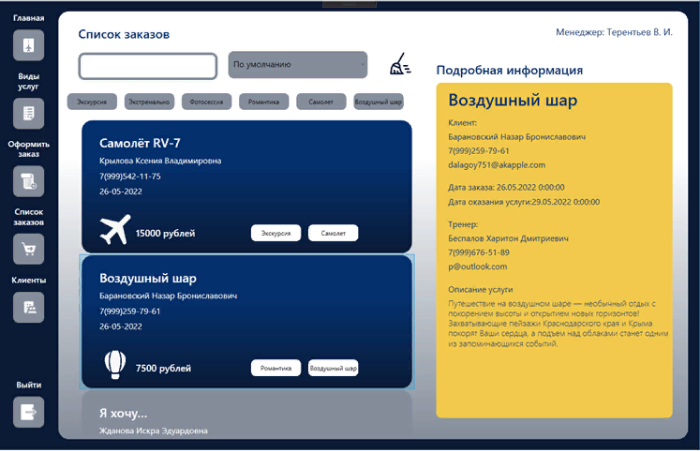 Главная
Виды
услуг
Оформить
заказ
Список
заказов
Клиенты
Выйти
Список заказов
Менеджер: Терентьев В. И.
По умолчанию
Экскурсия
Экстремально
Фотосессия
Романтика
Самолет
Воздушный шар
Самолёт RV-7
Крылова Ксения Владимировна
7(999)542-11-75
26-05-2022
15000 рублей
Экскурсия
Самолет
Воздушный шар
Барановский Назар Брониславович
7(999)259-79-61
26-05-2022
7500 рублей
Романтика
Воздушный шар
Я хочу...
Жданова Искра Эдуардовна
Подробная информация
Воздушный шар
Клиент:
Барановский Назар Брониславович
7(999)259-79-61
dalagoy751@akapple.com
Дата заказа: 26.05.2022 0:00:00
Дата оказания услуги:29.05.2022 0:00:00
Тренер:
Беспалов Харитон Дмитриевич
7(999)676-51-89
p@outlook.com
Описание услуги
Путешествие на воздушном шаре — необычный отдых с
покорением высоты и открытием новых горизонтов!
Захватывающие пейзажи Краснодарского края и Крыма
покорят Ваши сердца, а подъем над облаками станет одним
из запоминающихся событий.